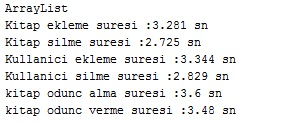 ArrayList
Kitap ekleme suresi :3.281 sn
Kitap silme suresi :2.725 sn
Kullanici ekleme suresi :3.344 sn
Kullanici silme suresi :2.829 sn
kitap odunc alma suresi :3.6 sn
kitap odunc verme suresi :3.48 sn